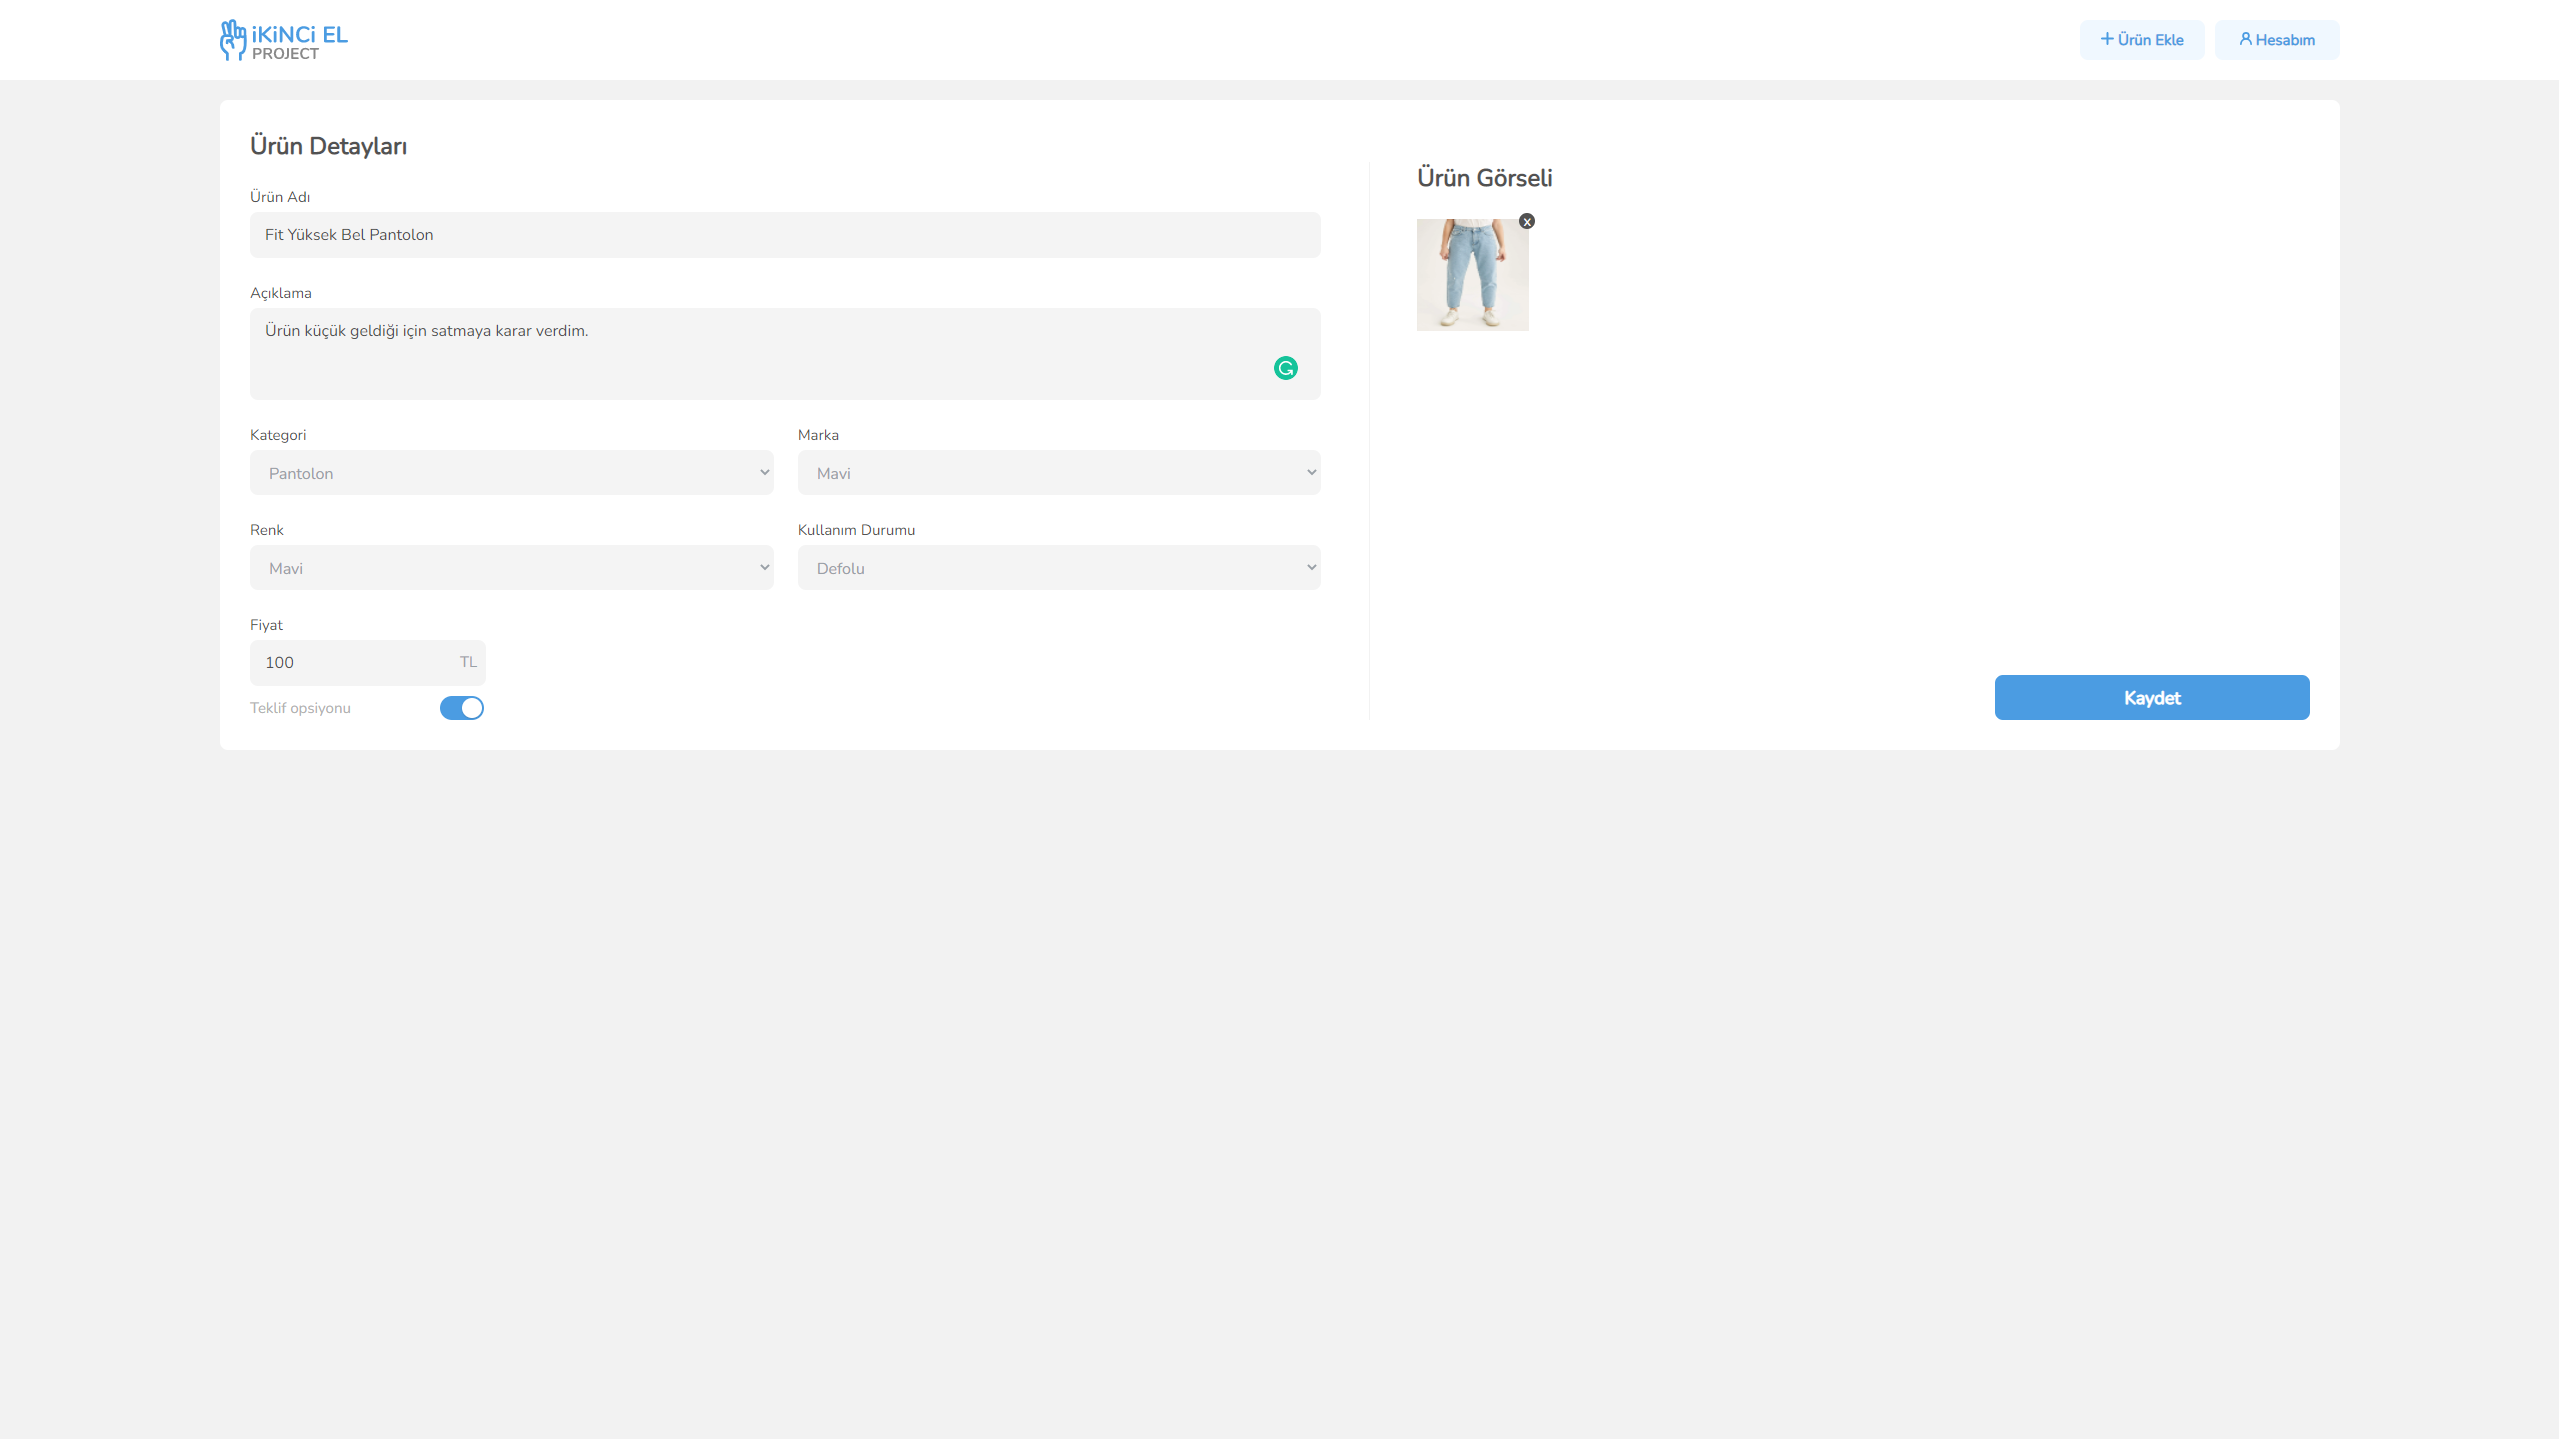 iKiNCi EL
PROJECT
Ürün Ekle
Hesabım
Ürün Detayları
Ürün Adı
Fit Yüksek Bel Pantolon
Açıklama
Ürün küçük geldiği için satmaya karar verdim.
Kategori
Marka
Pantolon
Mavi
Renk
Kullanım Durumu
Mavi
Defolu
Fiyat
100 TL
Teklif opsiyonu
Ürün Görseli
x
Kaydet